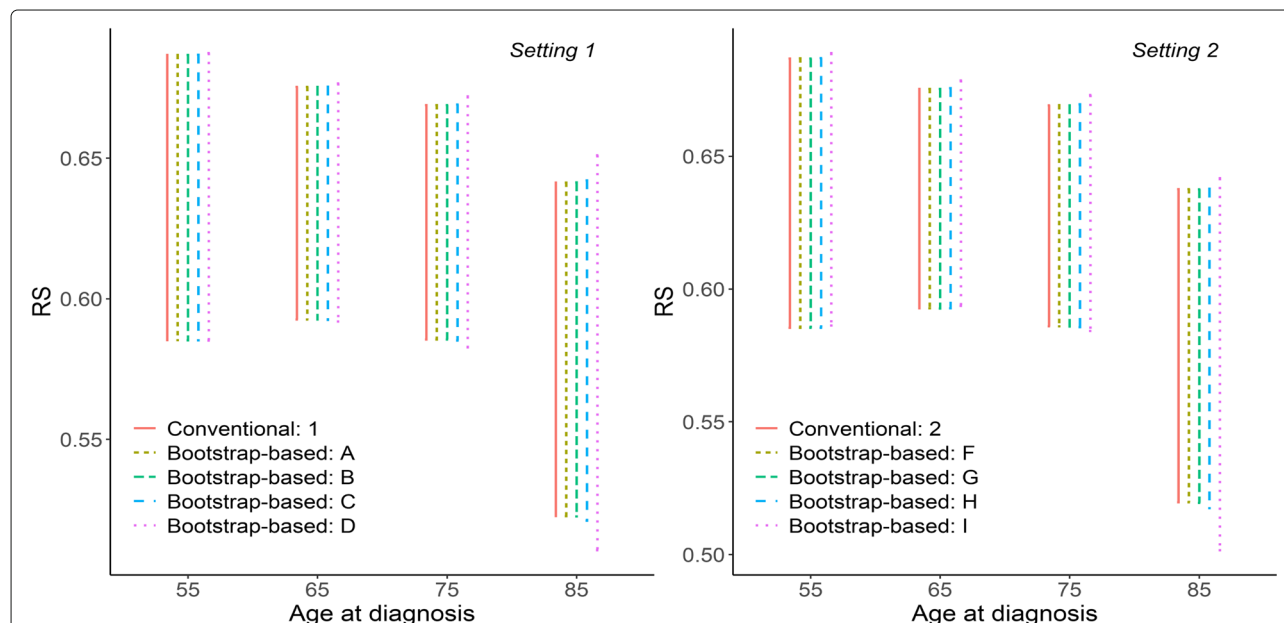 Setting 1
0.65
0.60
0.55
RS
Conventional: 1
Bootstrap-based: A
Bootstrap-based: B
Bootstrap-based: C
Bootstrap-based: D
55 65 75 85
Age at diagnosis
Setting 2
0.65
0.60
0.55
0.50
RS
Conventional: 2
Bootstrap-based: F
Bootstrap-based: G
Bootstrap-based: H
Bootstrap-based: I
55 65 75 85
Age at diagnosis